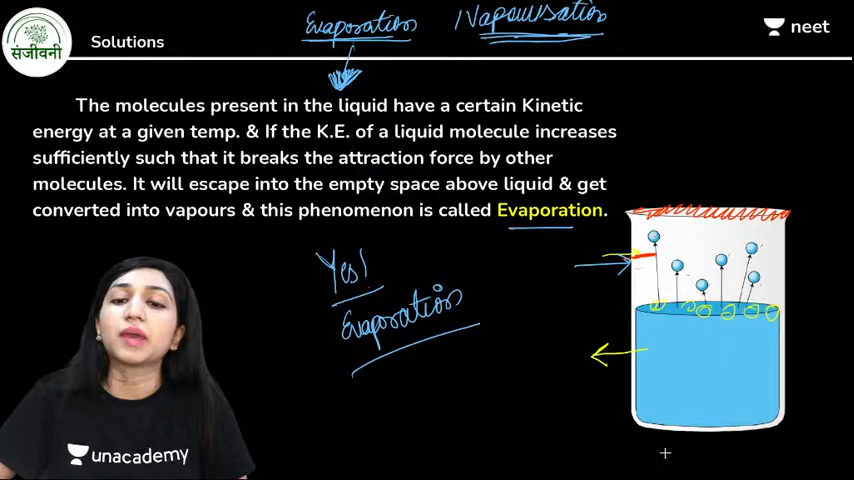 Evaporation /Vapourisation
संजीवनी
Solutions
neet
The molecules present in the liquid have a certain Kinetic
energy at a given temp. & If the K.E. of a liquid molecule increases
sufficiently such that it breaks the attraction force by other
molecules. It will escape into the empty space above liquid & get
converted into vapours & this phenomenon is called Evaporation.
Yes!
Evaporation
unacademy